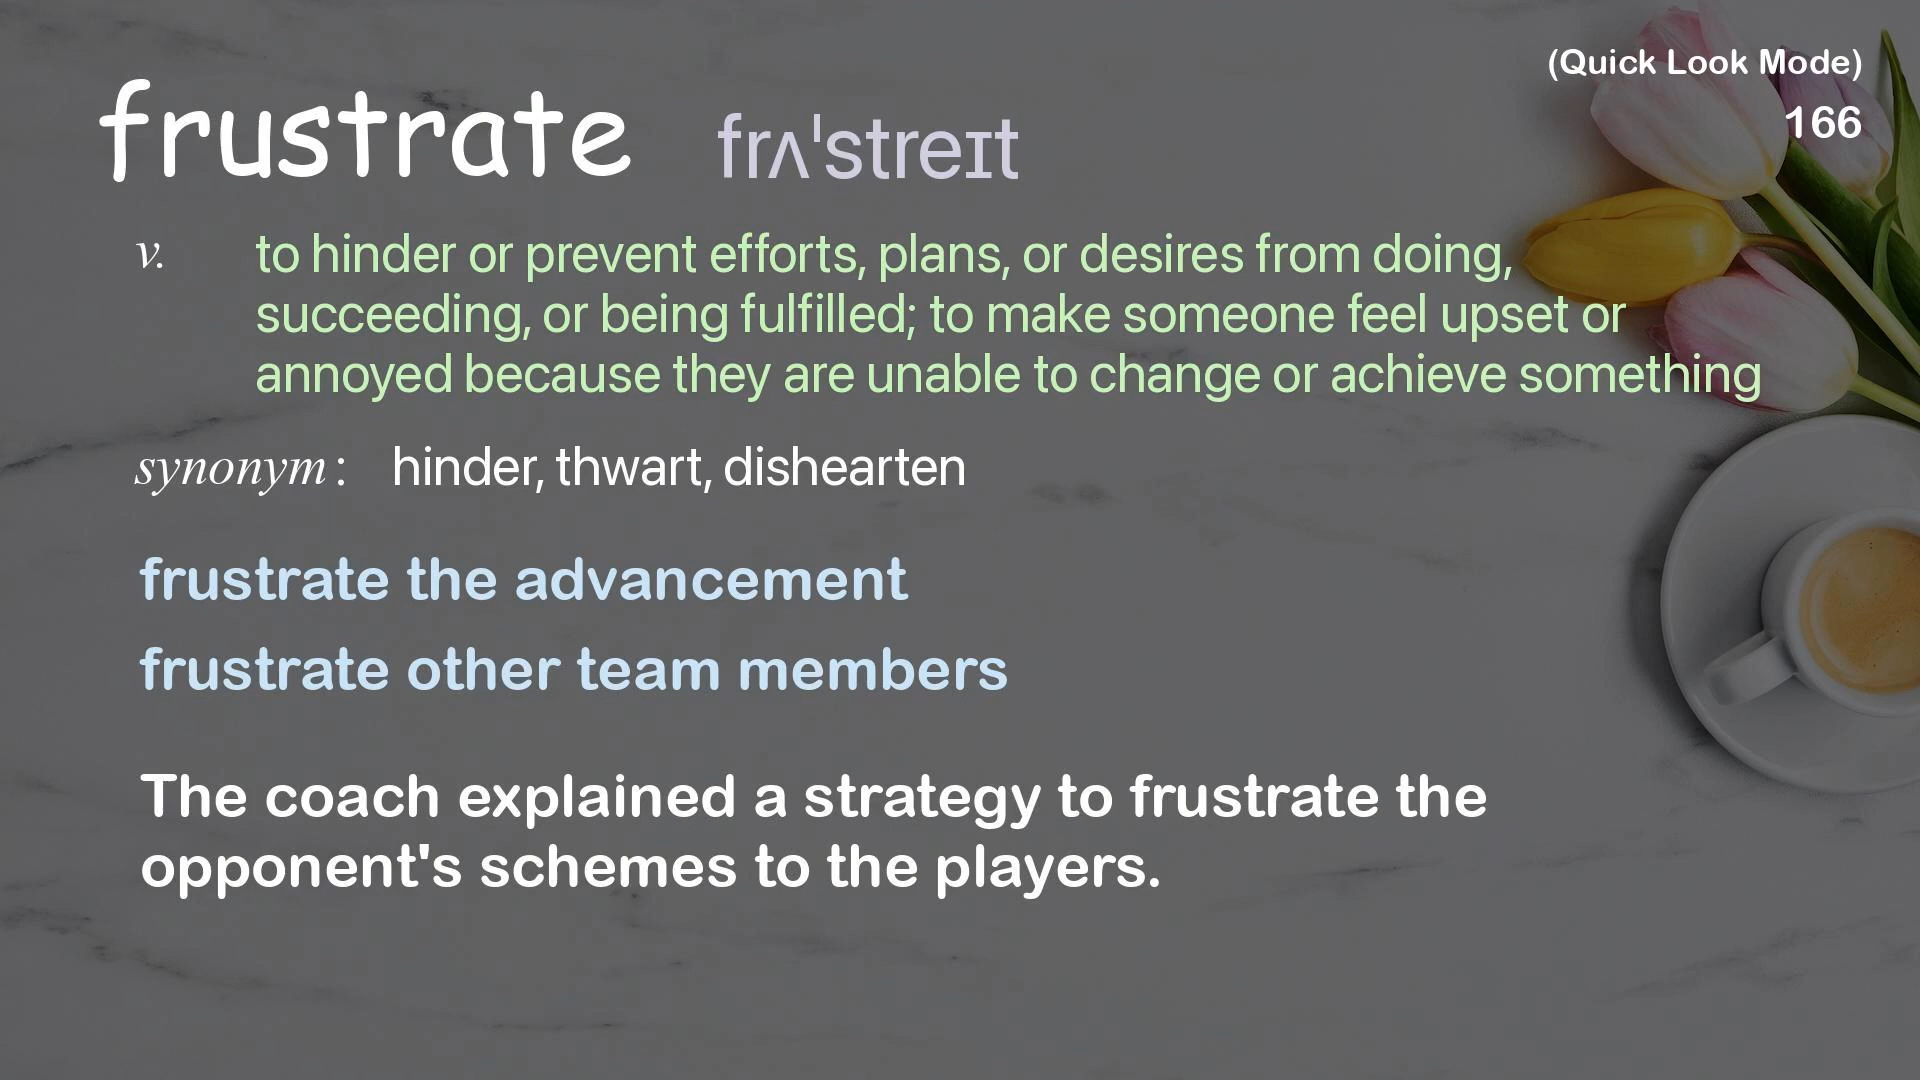 (Quick Look Mode)
166
frustrate frʌˈstreɪt
v. to hinder or prevent efforts, plans, or desires from doing,
succeeding, or being fulfilled; to make someone feel upset or
annoyed because they are unable to change or achieve something
synonym: hinder, thwart, dishearten
frustrate the advancement
frustrate other team members
The coach explained a strategy to frustrate the
opponent's schemes to the players.